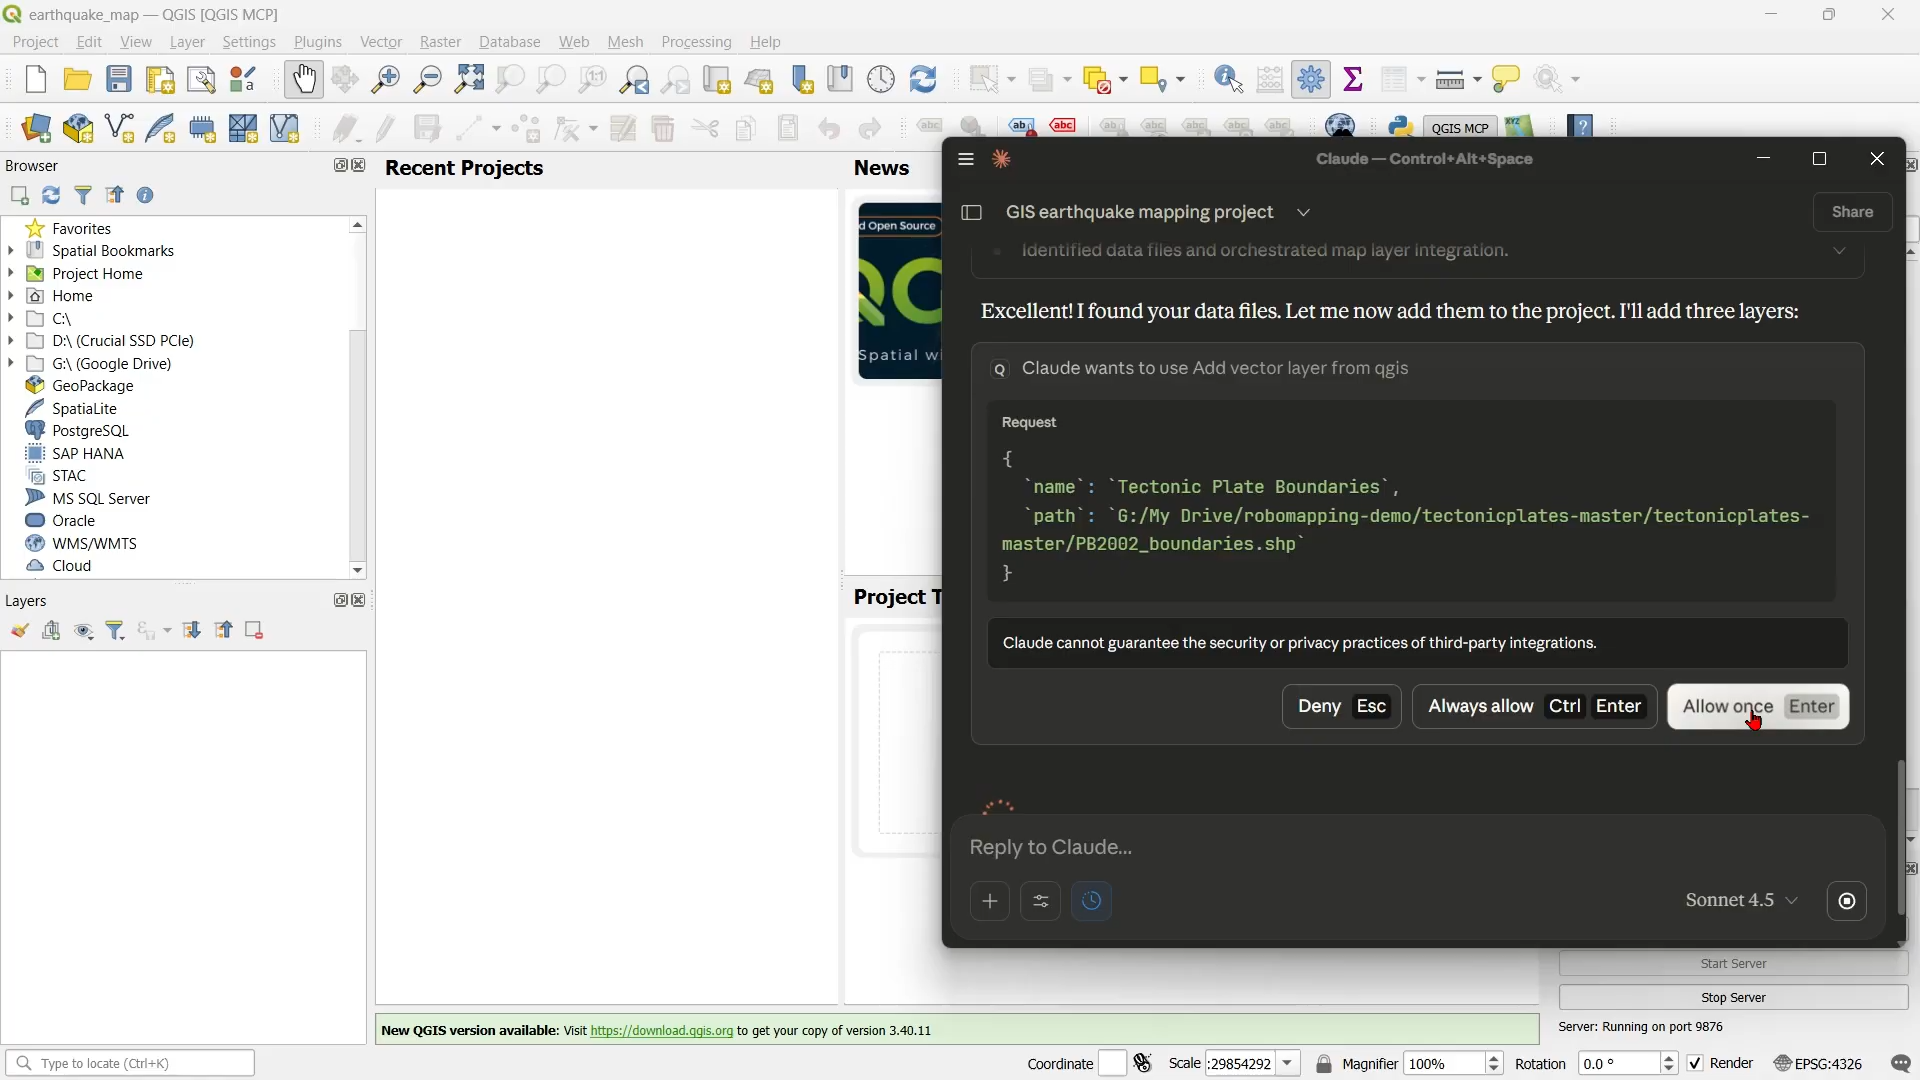 earthquake_map — QGIS [QGIS MCP]
Project Edit View Layer Settings Plugins Vector Raster Database Web Mesh Processing Help
QGIS MCP
Browser
Favorites
Spatial Bookmarks
Project Home
Home
C:\
D:\ (Crucial SSD PCIe)
G:\ (Google Drive)
GeoPackage
SpatiaLite
PostgreSQL
SAP HANA
STAC
MS SQL Server
Oracle
WMS/WMTS
Cloud
Layers
Recent Projects
News
d Open Source
QG
Spatial wi
Project T
Claude — Control+Alt+Space
GIS earthquake mapping project
Share
Identified data files and orchestrated map layer integration.
Excellent! I found your data files. Let me now add them to the project. I'll add three layers:
Q Claude wants to use Add vector layer from qgis
Request
{
`name`: `Tectonic Plate Boundaries`,
`path`: `G:/My Drive/robomapping-demo/tectonicplates-master/tectonicplates-
master/PB2002_boundaries.shp`
}
Claude cannot guarantee the security or privacy practices of third-party integrations.
Deny Esc
Always allow Ctrl Enter
Allow once Enter
Reply to Claude...
Sonnet 4.5
Start Server
Stop Server
Server: Running on port 9876
New QGIS version available: Visit https://download.qgis.org to get your copy of version 3.40.11
Type to locate (Ctrl+K)
Coordinate
Scale :29854292
Magnifier 100%
Rotation 0.0 °
Render
EPSG:4326